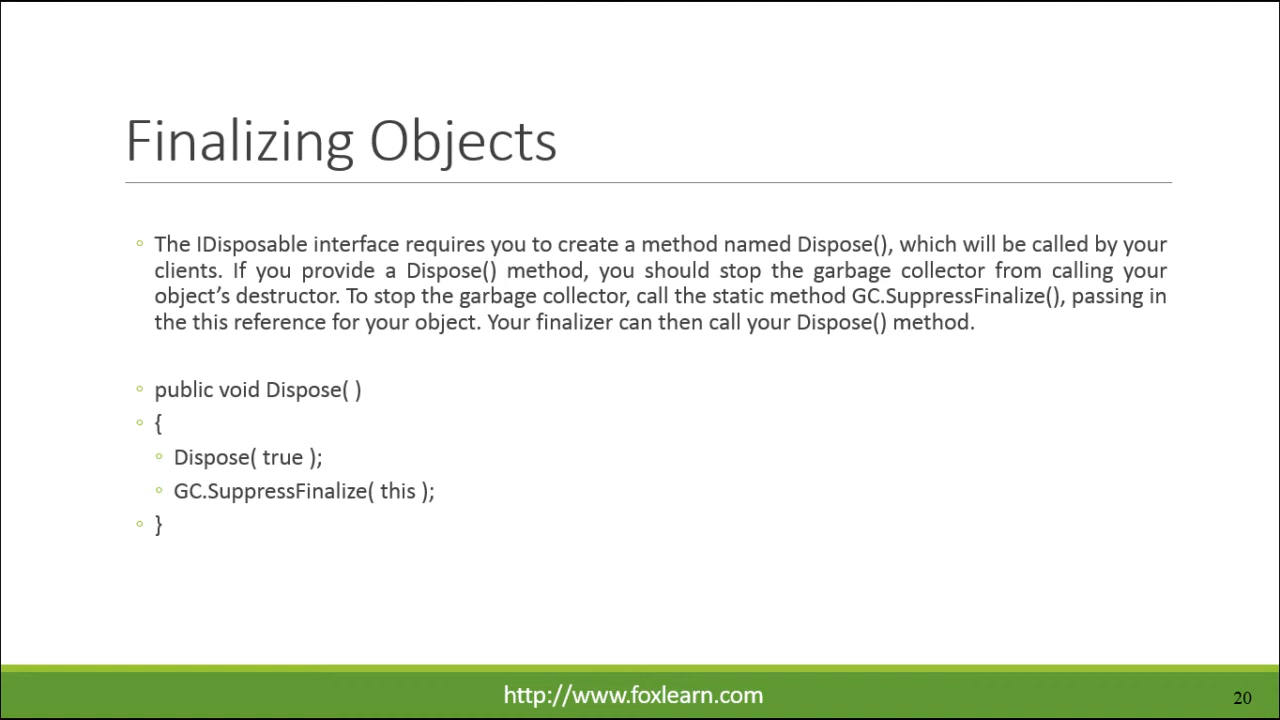 Finalizing Objects
The IDisposable interface requires you to create a method named Dispose(), which will be called by your
clients. If you provide a Dispose() method, you should stop the garbage collector from calling your
object’s destructor. To stop the garbage collector, call the static method GC.SuppressFinalize(), passing in
the this reference for your object. Your finalizer can then call your Dispose() method.
public void Dispose( )
{
Dispose( true );
GC.SuppressFinalize( this );
}
http://www.foxlearn.com
20